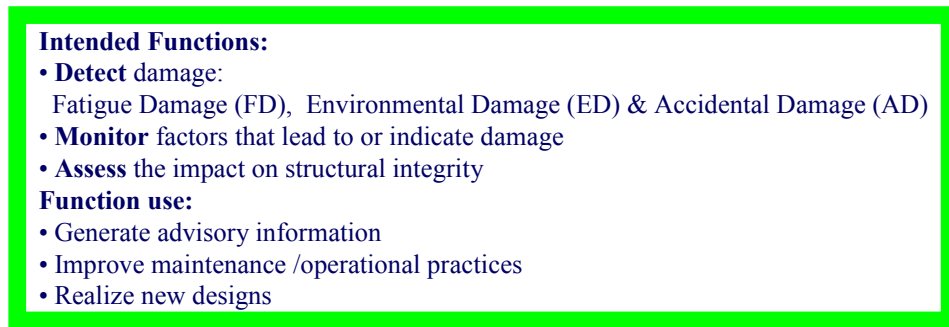 Intended Functions:
• Detect damage:
Fatigue Damage (FD),  Environmental Damage (ED) & Accidental Damage (AD)
• Monitor factors that lead to or indicate damage
• Assess the impact on structural integrity
Function use:
• Generate advisory information
• Improve maintenance /operational practices
• Realize new designs